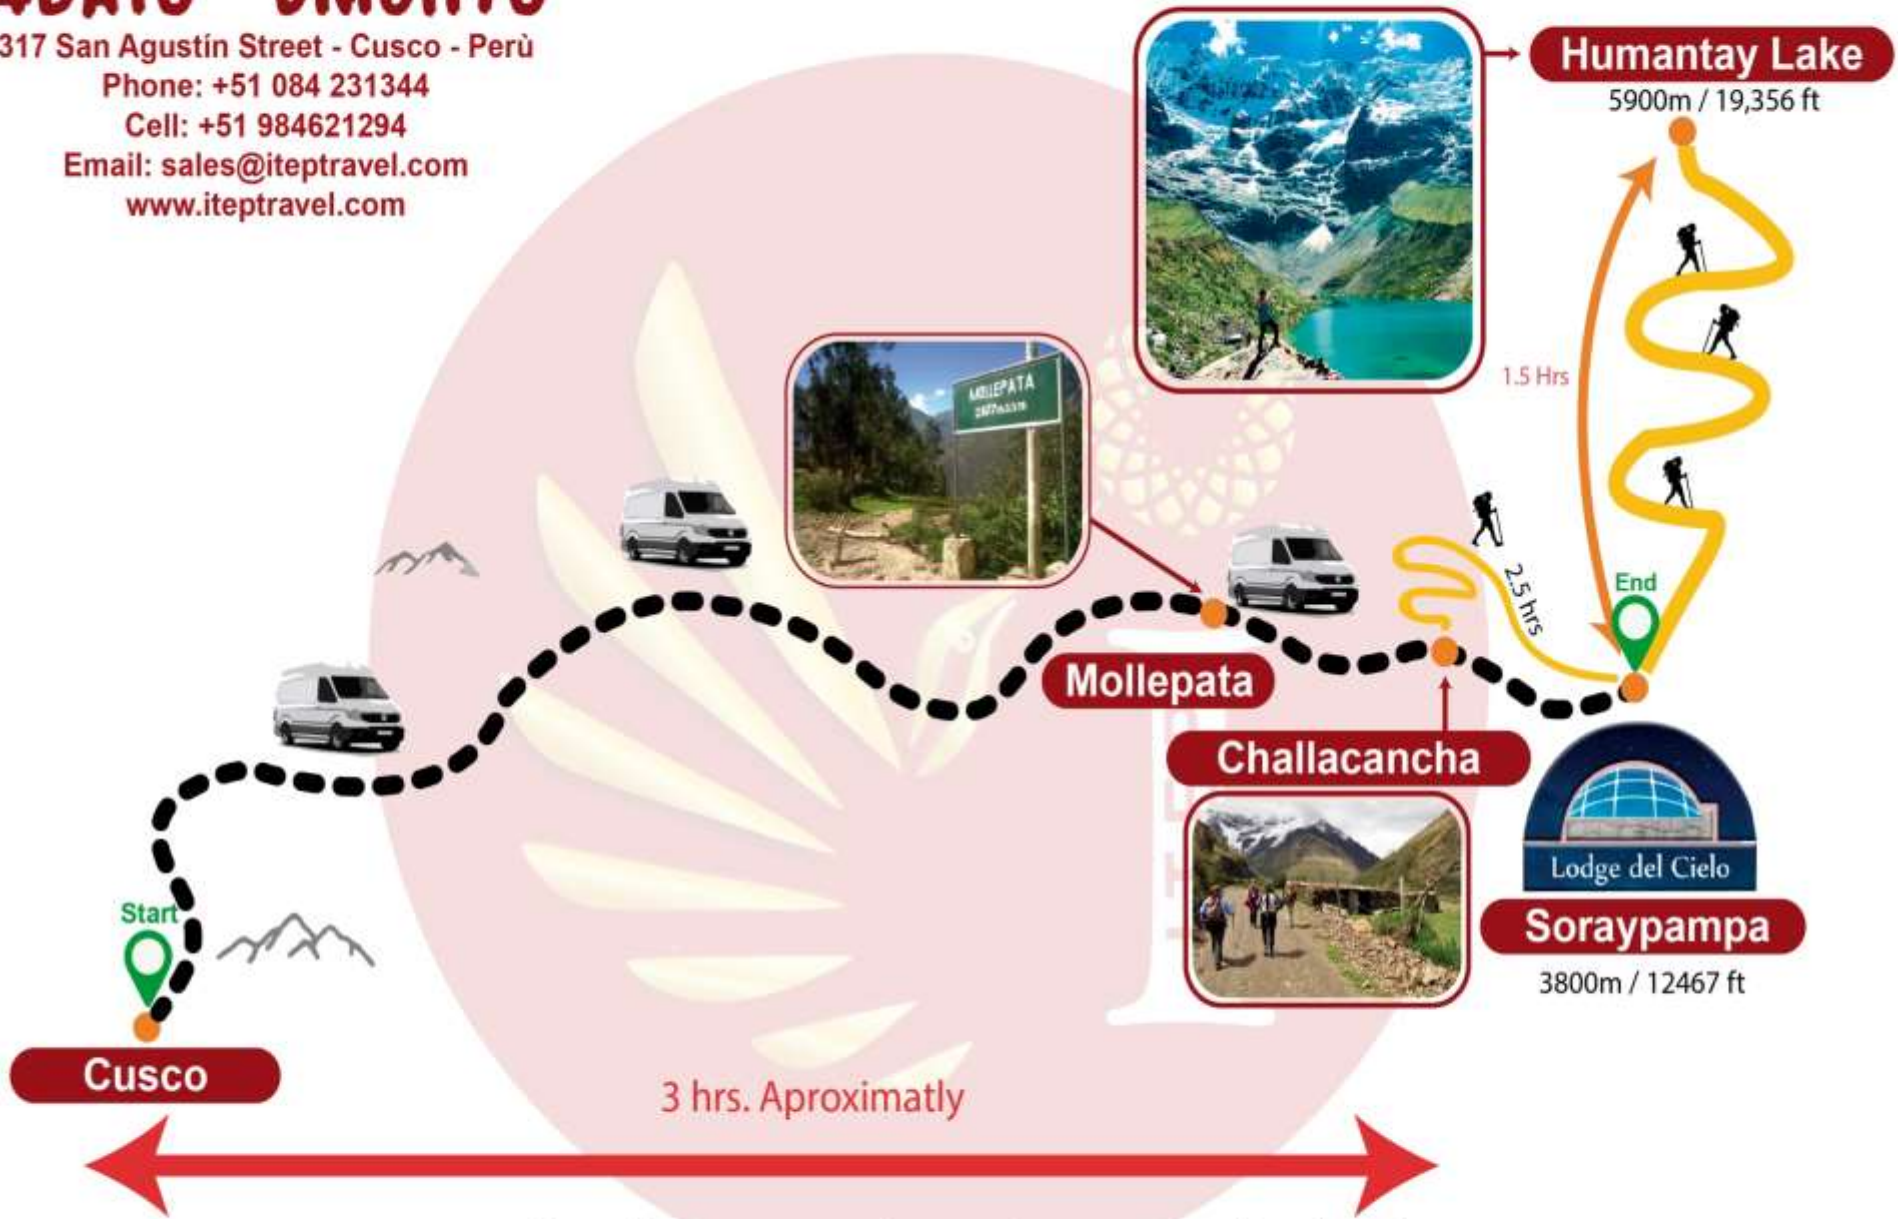 317 San Agustín Street - Cusco - Perù
Phone: +51 084 231344
Cell: +51 984621294
Email: sales@iteptravel.com
www.iteptravel.com
Humantay Lake
5900m / 19,356 ft
MOLLEPATA
1.5 Hrs
2.5 hrs
End
Mollepata
Challacancha
Lodge del Cielo
Soraypampa
3800m / 12467 ft
Start
Cusco
3 hrs. Aproximatly